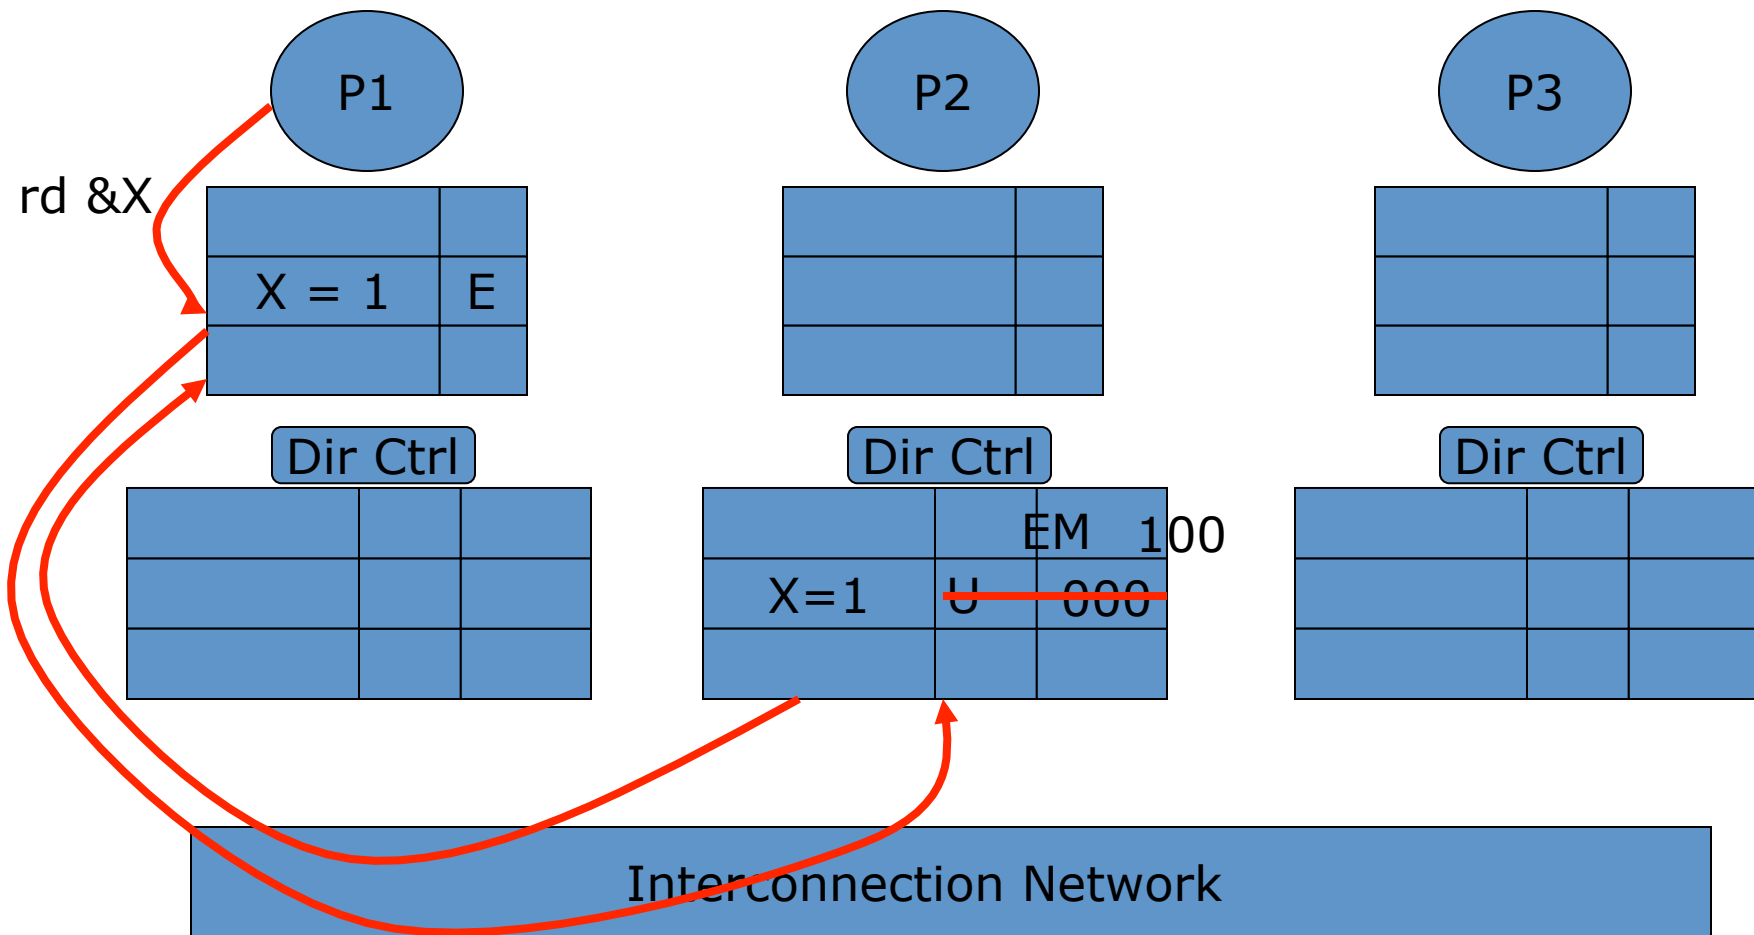 P1
P2
P3
rd &X
X = 1 E
Dir Ctrl
Dir Ctrl
Dir Ctrl
EM 100
X=1 U 000
Interconnection Network